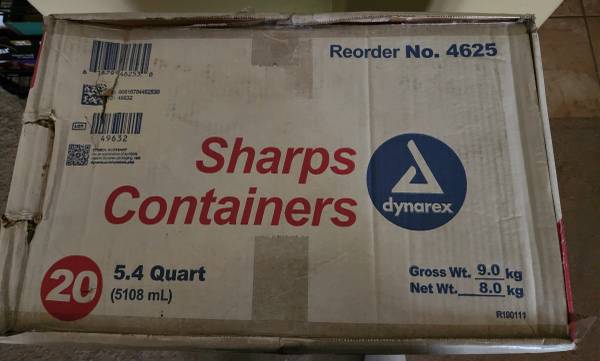 Reorder No. 4625
49632
49632
Sharps
Containers
dynarex
20
5.4 Quart
(5108 mL)
Gross Wt. 9.0 kg
Net Wt. 8.0 kg
R190111